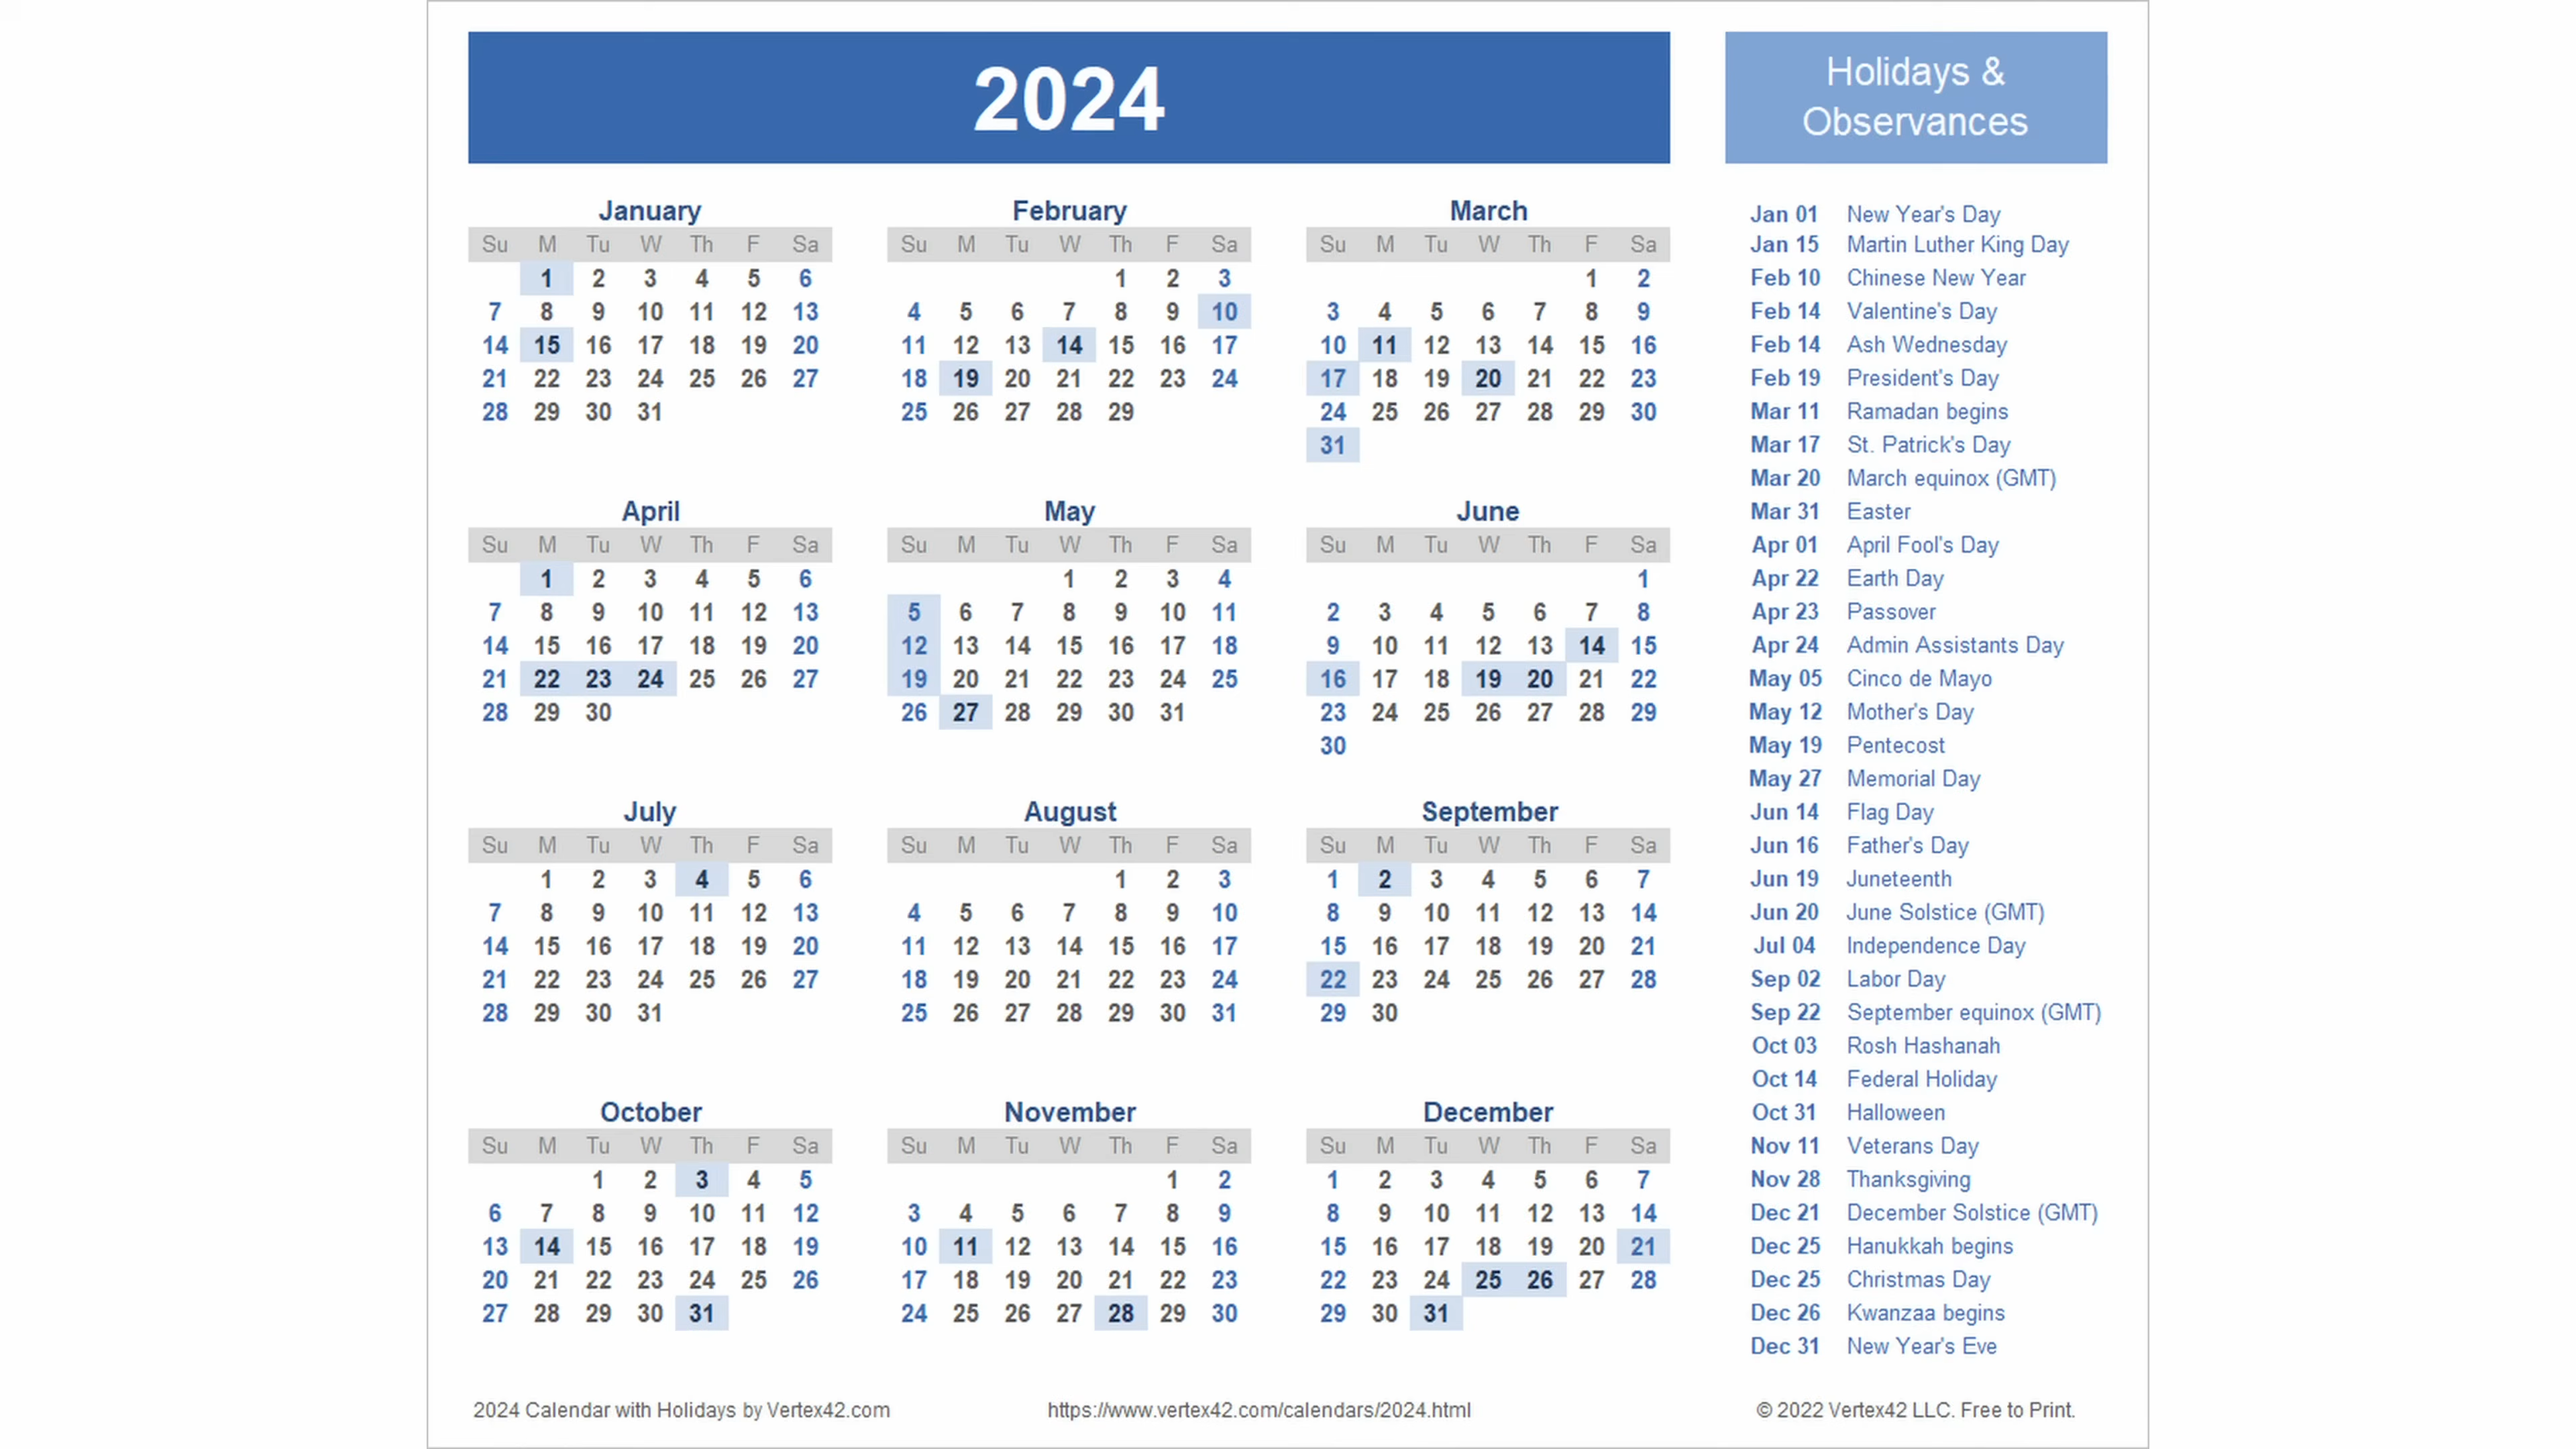 2024
Holidays &
Observances
January February March
Su M Tu W Th F Sa Su M Tu W Th F Sa Su M Tu W Th F Sa
1 2 3 4 5 6 1 2 3 1 2
7 8 9 10 11 12 13 4 5 6 7 8 9 10 3 4 5 6 7 8 9
14 15 16 17 18 19 20 11 12 13 14 15 16 17 10 11 12 13 14 15 16
21 22 23 24 25 26 27 18 19 20 21 22 23 24 17 18 19 20 21 22 23
28 29 30 31 25 26 27 28 29 24 25 26 27 28 29 30
31
April May June
Su M Tu W Th F Sa Su M Tu W Th F Sa Su M Tu W Th F Sa
1 2 3 4 5 6 1 2 3 4 1
7 8 9 10 11 12 13 5 6 7 8 9 10 11 2 3 4 5 6 7 8
14 15 16 17 18 19 20 12 13 14 15 16 17 18 9 10 11 12 13 14 15
21 22 23 24 25 26 27 19 20 21 22 23 24 25 16 17 18 19 20 21 22
28 29 30 26 27 28 29 30 31 23 24 25 26 27 28 29
30
July August September
Su M Tu W Th F Sa Su M Tu W Th F Sa Su M Tu W Th F Sa
1 2 3 4 5 6 1 2 3 1 2 3 4 5 6 7
7 8 9 10 11 12 13 4 5 6 7 8 9 10 8 9 10 11 12 13 14
14 15 16 17 18 19 20 11 12 13 14 15 16 17 15 16 17 18 19 20 21
21 22 23 24 25 26 27 18 19 20 21 22 23 24 22 23 24 25 26 27 28
28 29 30 31 25 26 27 28 29 30 31 29 30
October November December
Su M Tu W Th F Sa Su M Tu W Th F Sa Su M Tu W Th F Sa
1 2 3 4 5 1 2 1 2 3 4 5 6 7
6 7 8 9 10 11 12 3 4 5 6 7 8 9 8 9 10 11 12 13 14
13 14 15 16 17 18 19 10 11 12 13 14 15 16 15 16 17 18 19 20 21
20 21 22 23 24 25 26 17 18 19 20 21 22 23 22 23 24 25 26 27 28
27 28 29 30 31 24 25 26 27 28 29 30 29 30 31
Jan 01 New Year's Day
Jan 15 Martin Luther King Day
Feb 10 Chinese New Year
Feb 14 Valentine's Day
Feb 14 Ash Wednesday
Feb 19 President's Day
Mar 11 Ramadan begins
Mar 17 St. Patrick's Day
Mar 20 March equinox (GMT)
Mar 31 Easter
Apr 01 April Fool's Day
Apr 22 Earth Day
Apr 23 Passover
Apr 24 Admin Assistants Day
May 05 Cinco de Mayo
May 12 Mother's Day
May 19 Pentecost
May 27 Memorial Day
Jun 14 Flag Day
Jun 16 Father's Day
Jun 19 Juneteenth
Jun 20 June Solstice (GMT)
Jul 04 Independence Day
Sep 02 Labor Day
Sep 22 September equinox (GMT)
Oct 03 Rosh Hashanah
Oct 14 Federal Holiday
Oct 31 Halloween
Nov 11 Veterans Day
Nov 28 Thanksgiving
Dec 21 December Solstice (GMT)
Dec 25 Hanukkah begins
Dec 25 Christmas Day
Dec 26 Kwanzaa begins
Dec 31 New Year's Eve
2024 Calendar with Holidays by Vertex42.com https://www.vertex42.com/calendars/2024.html © 2022 Vertex42 LLC. Free to Print.